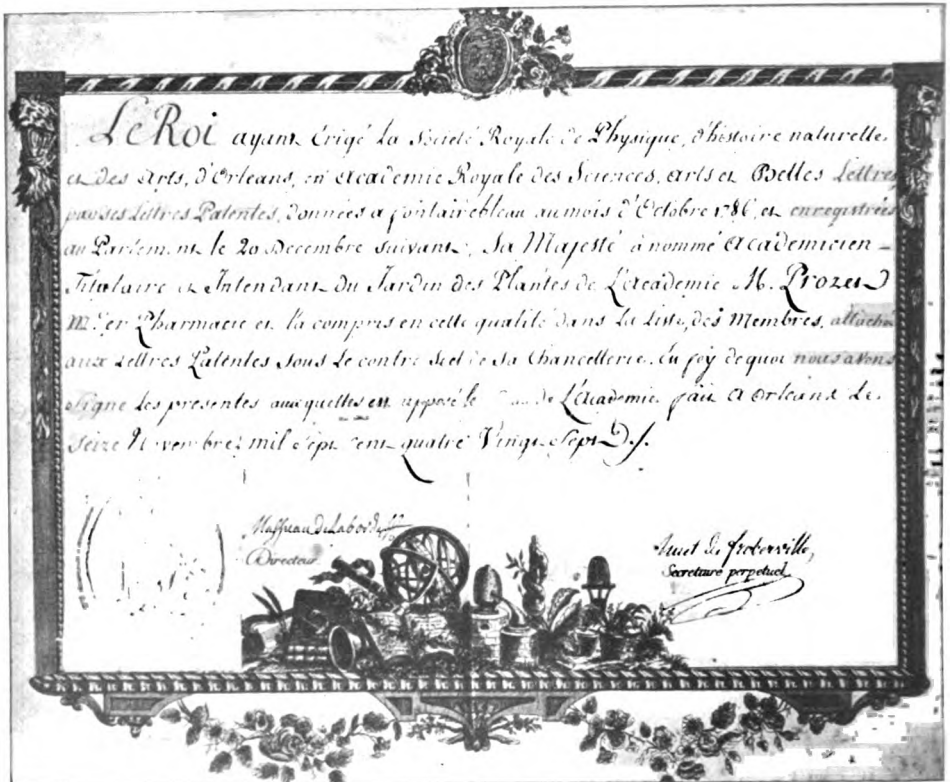 Le Roi ayant Erigé La Société Royale de Physique, d'histoire naturelle
et des Arts, d'Orleans, en Academie Royale des Sciences, Arts et Belles Lettres
par ses Lettres Patentes, données a fontainebleau au mois d'Octobre 1786, et enregistrées
au Parlement le 20 Decembre suivant; Sa Majesté à nommé Academicien -
Titulaire et Intendant du Jardin des Plantes de L'Academie M. Prozet
M.e en Pharmacie et l'a compris en cette qualité dans la Liste des Membres, attachée
aux Lettres Patentes sous le contre Scel de Sa Chancellerie. En foy de quoi nous avons
Signé les presentes auxquelles est apposé le de L'Academie fait a Orleans le
Seize Novembre mil Sept cent quatre Vingt Sept ./.
Massuau de la borde
Directeur
huet de froberville,
Secretaire perpetuel